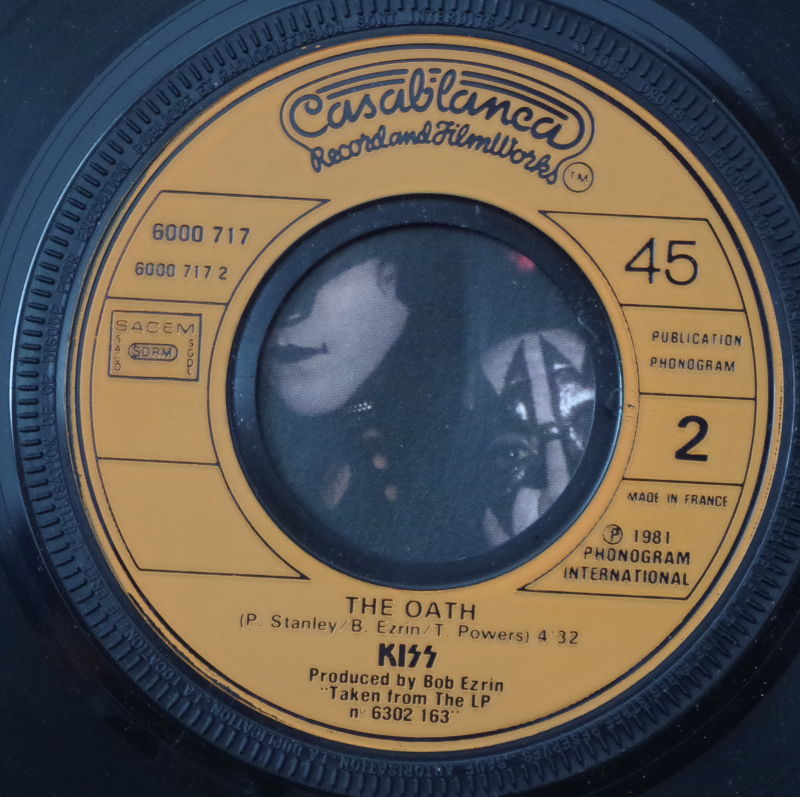 Casablanca
Record and FilmWorks
TM
6000 717
6000 717 2
SACEM
SACD
SDRM
SGDL
45
PUBLICATION
PHONOGRAM
2
MADE IN FRANCE
℗ 1981
PHONOGRAM
INTERNATIONAL
THE OATH
(P. Stanley/B. Ezrin/T. Powers) 4'32
KISS
Produced by Bob Ezrin
"Taken from The LP
n° 6302 163"